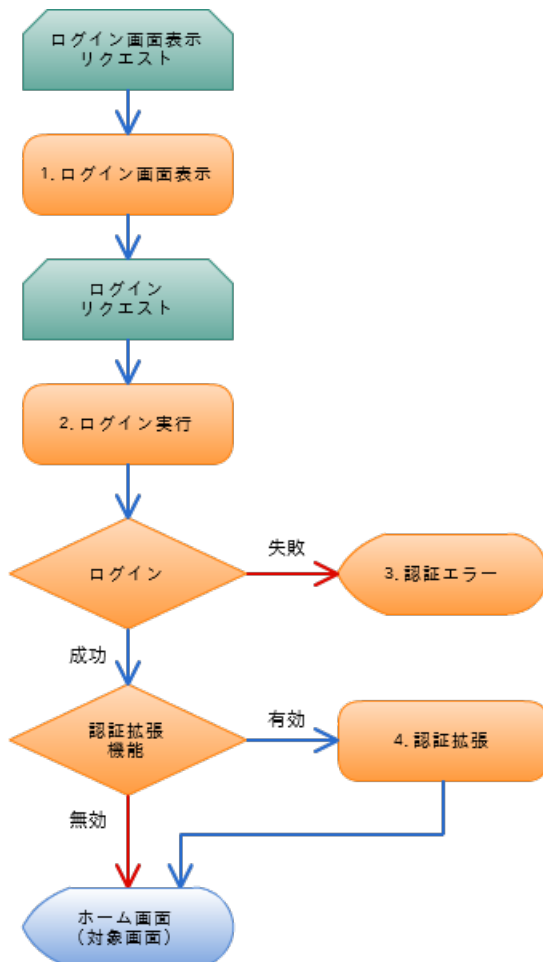 ログイン画面表示
リクエスト
1.ログイン画面表示
ログイン
リクエスト
2.ログイン実行
ログイン
失敗
3.認証エラー
成功
認証拡張
機能
有効
4.認証拡張
無効
ホーム画面
(対象画面)